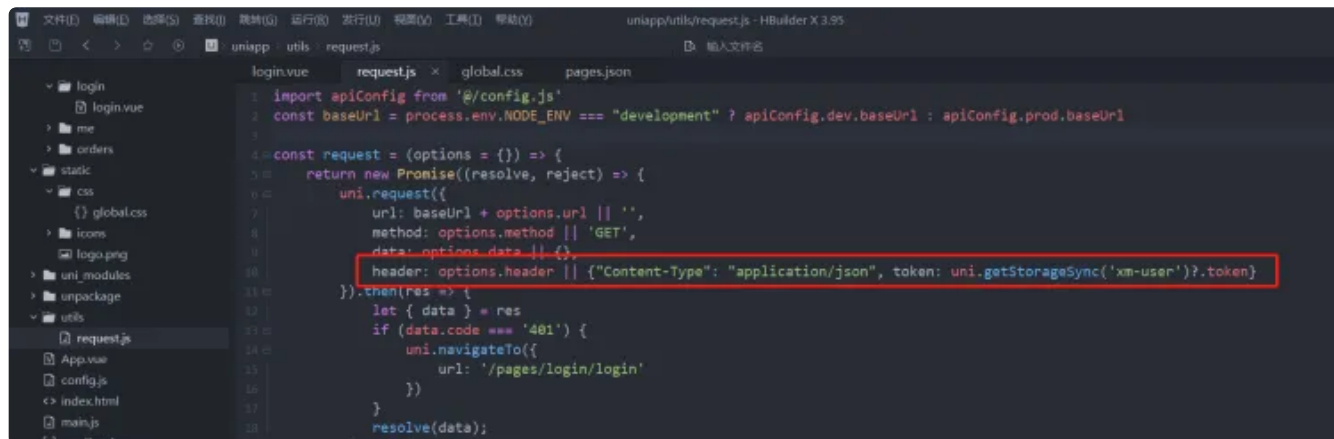 文件(F) 编辑(E) 选择(S) 查找(I) 跳转(G) 运行(R) 发行(U) 视图(V) 工具(T) 帮助(Y) uniapp/utils/request.js - HBuilder X 3.95
uniapp utils request.js 输入文件名
login.vue request.js × global.css pages.json
login
login.vue
me
orders
static
css
{} global.css
icons
logo.png
uni_modules
unpackage
utils
request.js
App.vue
config.js
<> index.html
main.js
1 import apiConfig from '@/config.js'
2 const baseUrl = process.env.NODE_ENV === "development" ? apiConfig.dev.baseUrl : apiConfig.prod.baseUrl
3
4 const request = (options = {}) => {
5 return new Promise((resolve, reject) => {
6 uni.request({
7 url: baseUrl + options.url || '',
8 method: options.method || 'GET',
9 data: options.data || {},
10 header: options.header || {"Content-Type": "application/json", token: uni.getStorageSync('xm-user')?.token}
11 }).then(res => {
12 let { data } = res
13 if (data.code === '401') {
14 uni.navigateTo({
15 url: '/pages/login/login'
16 })
17 }
18 resolve(data);